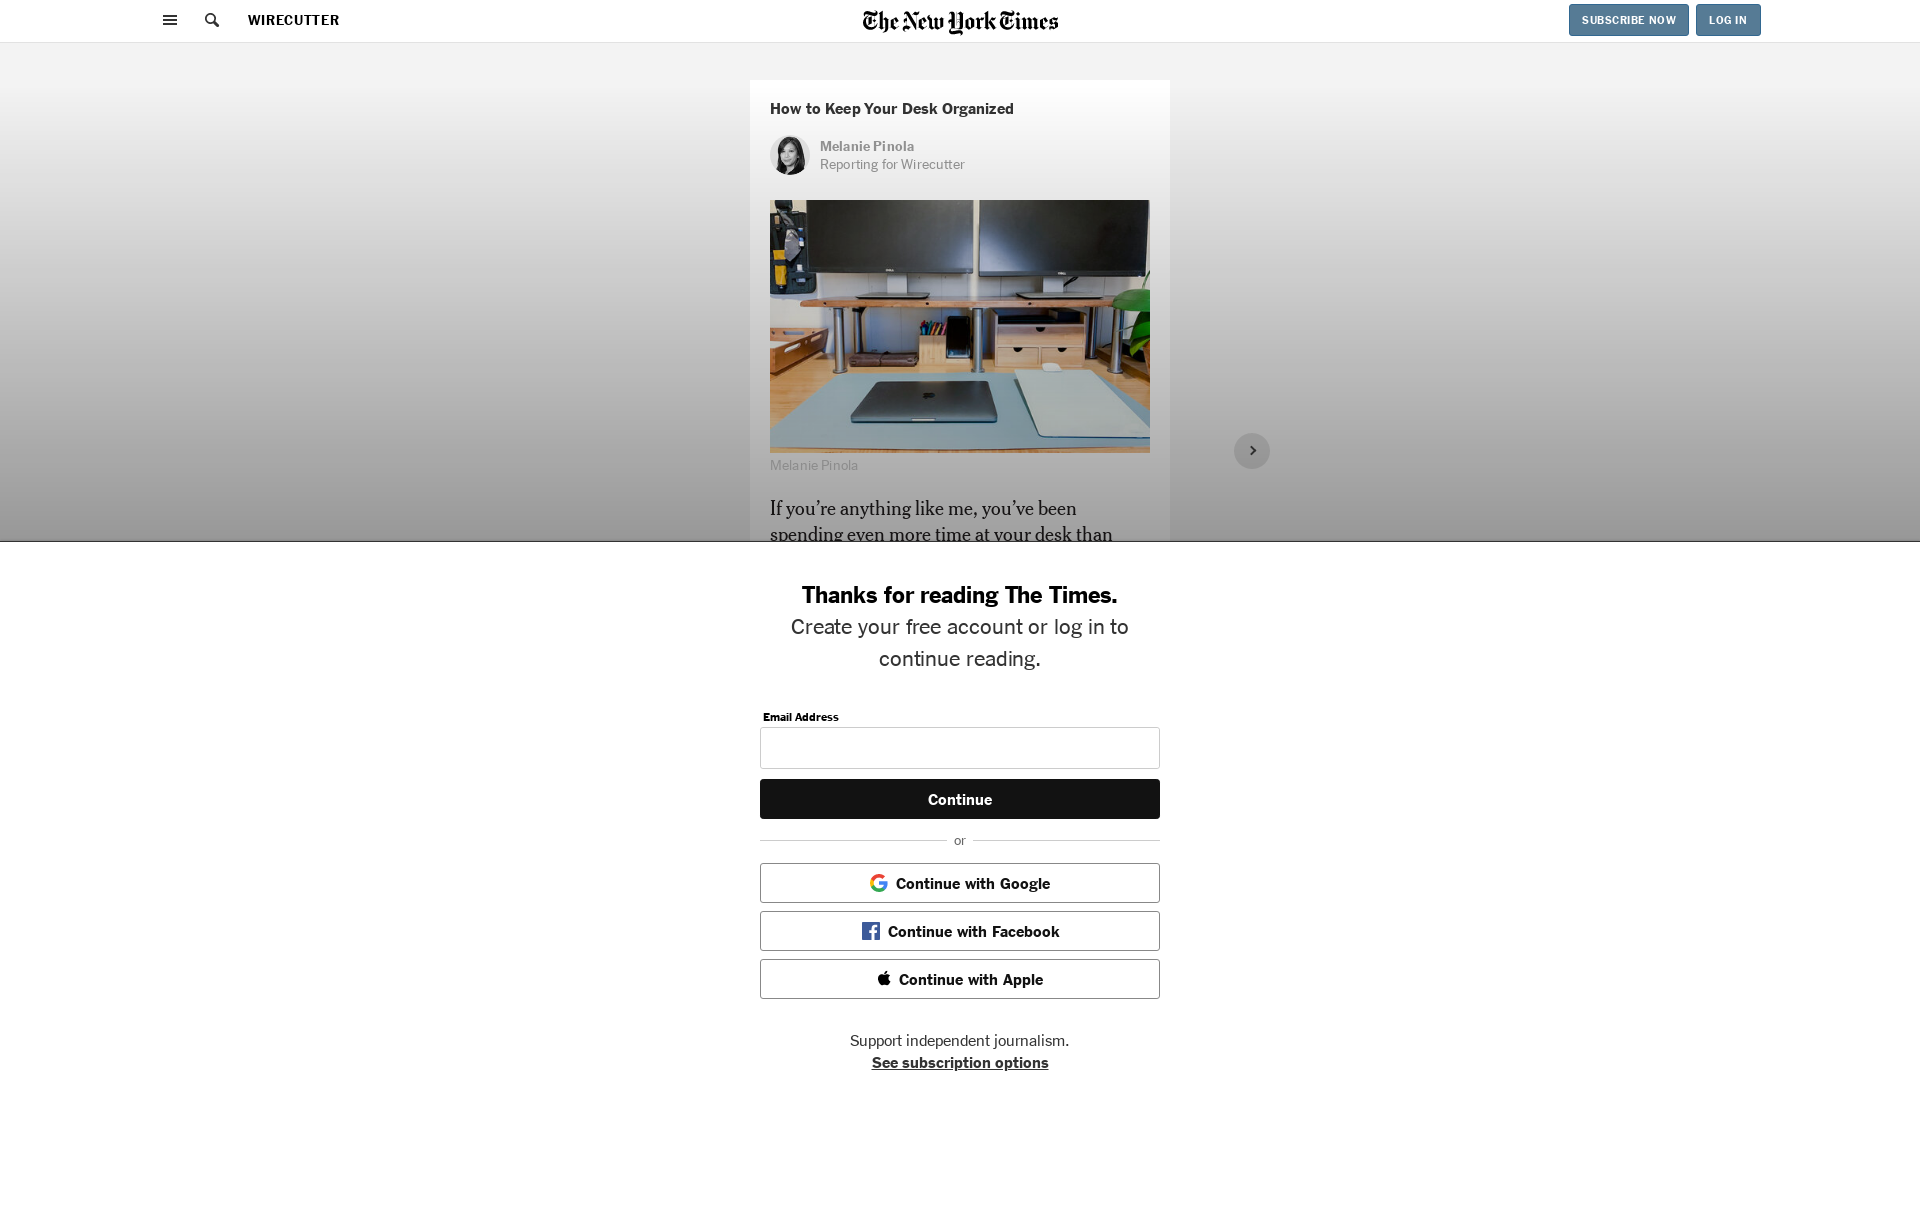 WIRECUTTER
The New York Times
SUBSCRIBE NOW
LOG IN
How to Keep Your Desk Organized
Melanie Pinola
Reporting for Wirecutter
Melanie Pinola
If you’re anything like me, you’ve been
spending even more time at your desk than
Thanks for reading The Times.
Create your free account or log in to
continue reading.
Email Address
Continue
or
Continue with Google
Continue with Facebook
Continue with Apple
Support independent journalism.
See subscription options